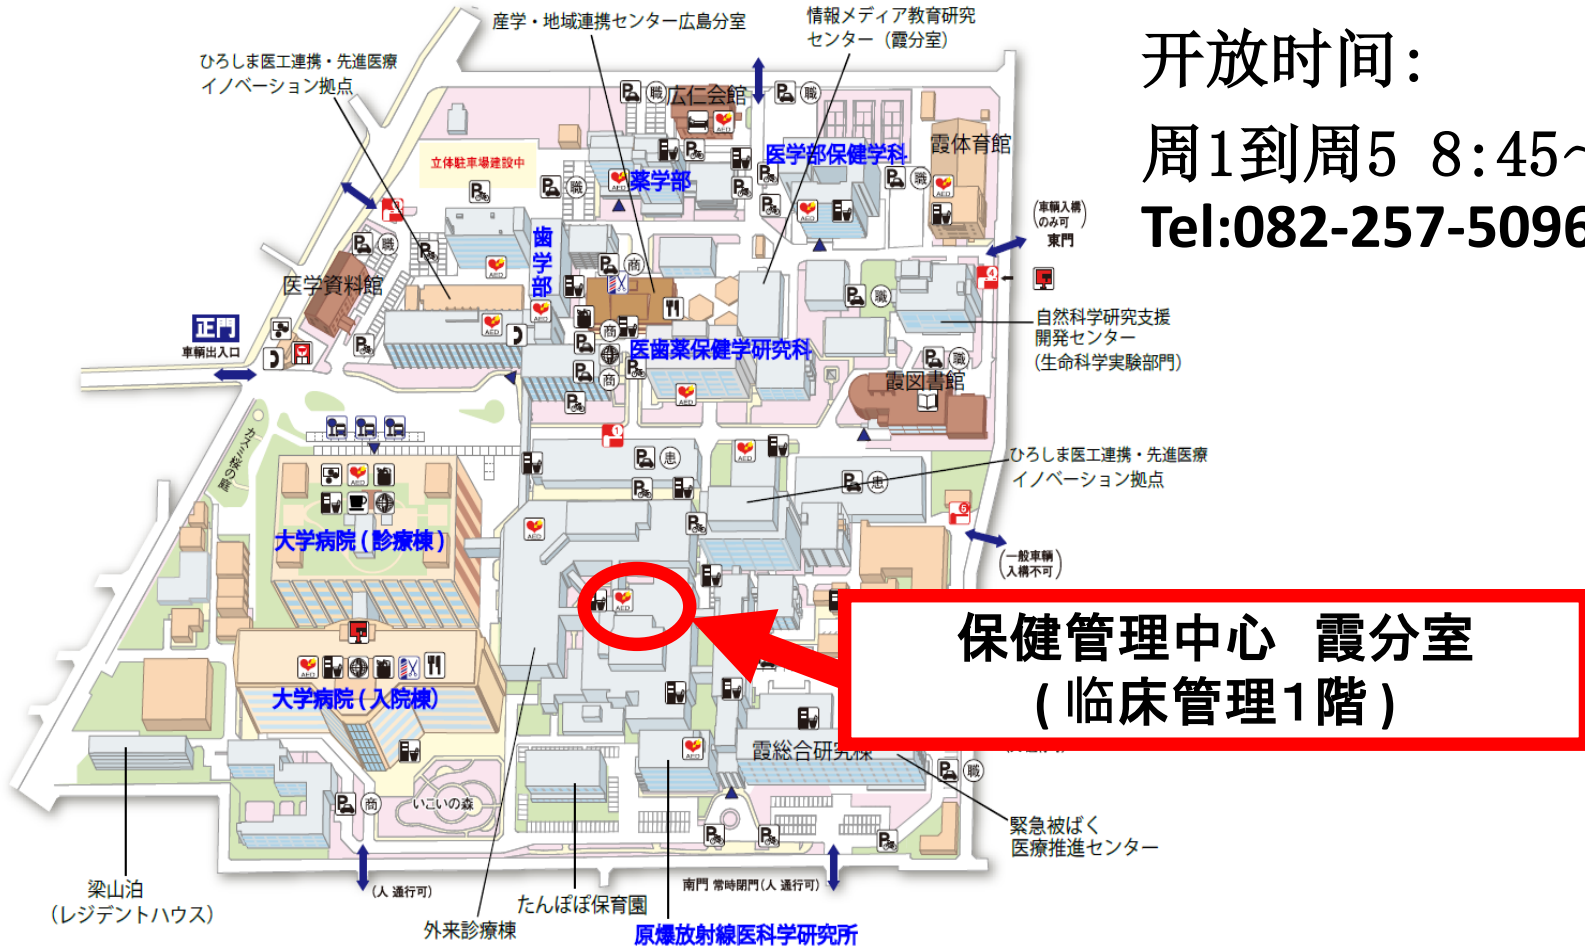 産学・地域連携センター広島分室
情報メディア教育研究
センター（霞分室）
ひろしま医工連携・先進医療
イノベーション拠点
开放时间:
周1到周5 8:45~
Tel:082-257-5096
広仁会館
霞体育館
医学部保健学科
立体駐車場建設中
薬学部
(車輌入構
のみ可)
東門
歯学部
医学資料館
正門
車輌出入口
自然科学研究支援
開発センター
(生命科学実験部門)
医歯薬保健学研究科
霞図書館
カスミ桜の庭
ひろしま医工連携・先進医療
イノベーション拠点
大学病院(診療棟)
(一般車輌
入構不可)
保健管理中心 霞分室
(临床管理1階)
大学病院(入院棟)
霞総合研究棟
いこいの森
緊急被ばく
医療推進センター
梁山泊
(レジデントハウス)
(人 通行可)
南門 常時閉門(人 通行可)
たんぽぽ保育園
外来診療棟
原爆放射線医科学研究所